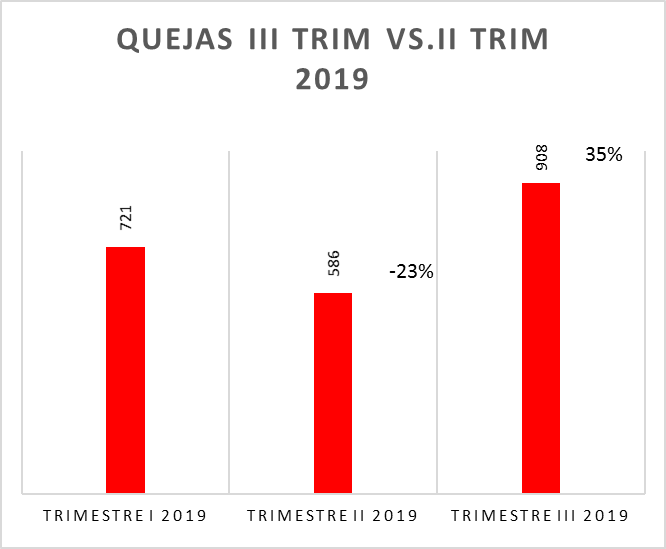 QUEJAS III TRIM VS.II TRIM
2019
721
586
-23%
908
35%
TRIMESTRE I 2019
TRIMESTRE II 2019
TRIMESTRE III 2019